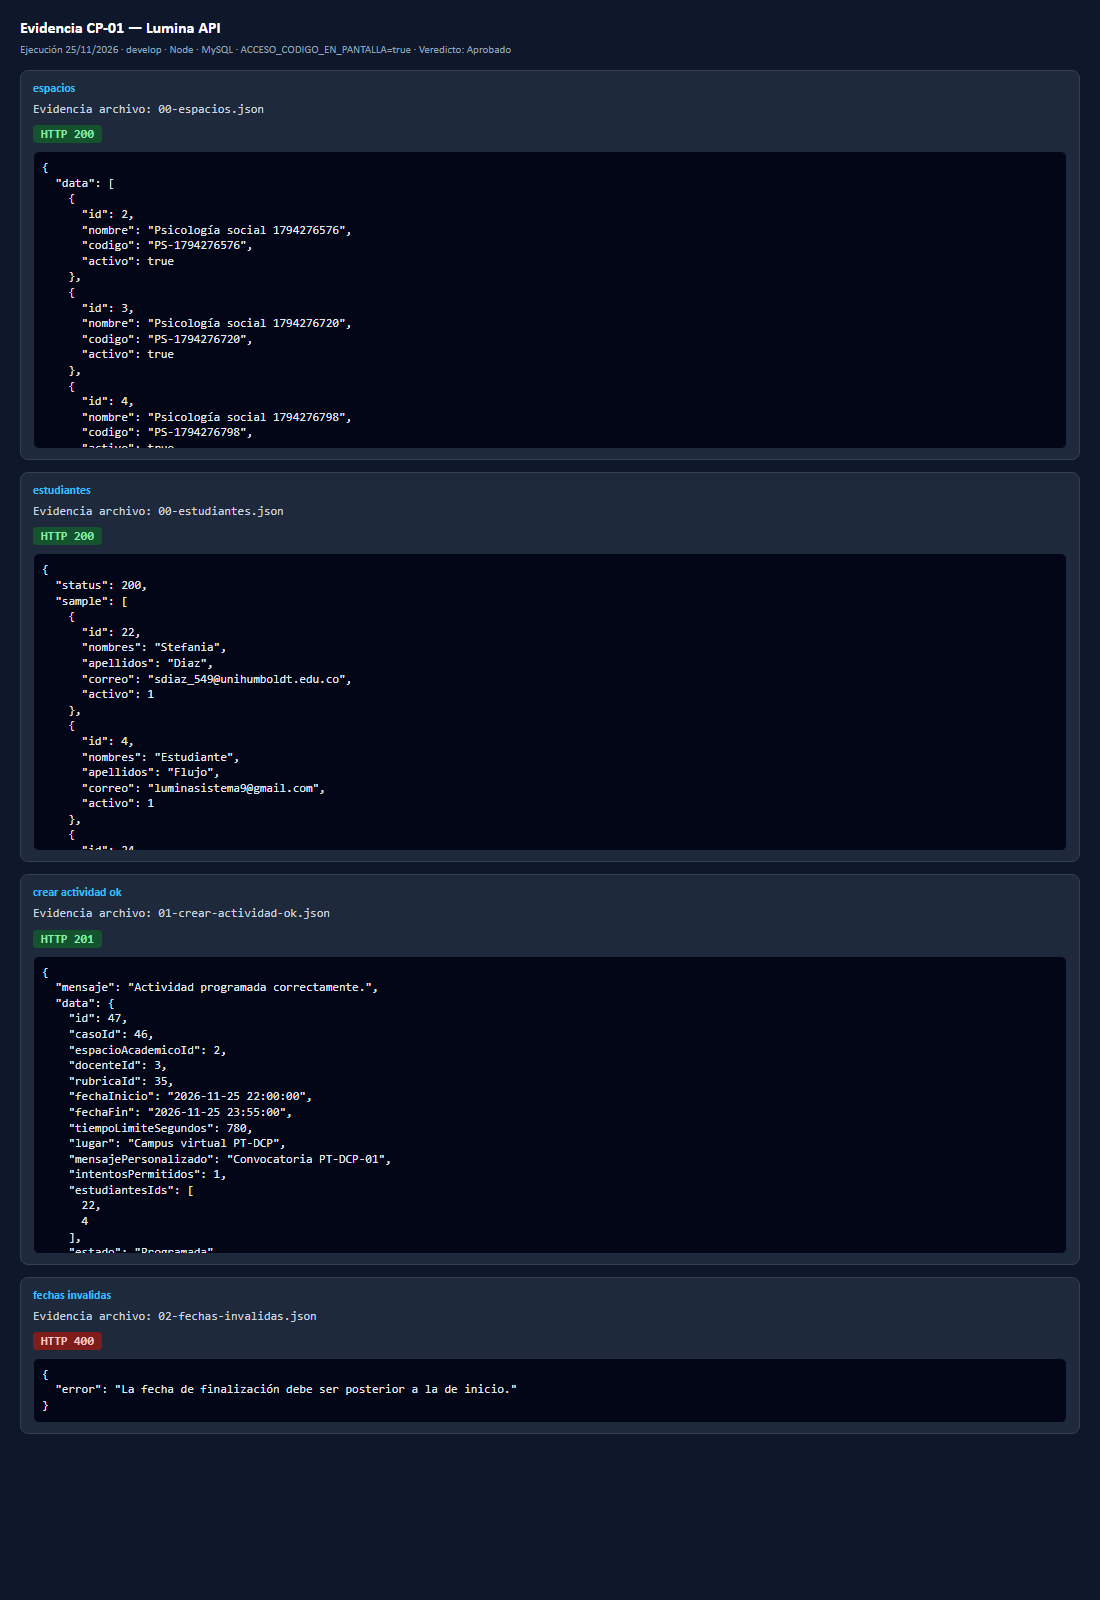 Evidencia CP-01 — Lumina API
Ejecución 25/11/2026 · develop · Node · MySQL · ACCESO_CODIGO_EN_PANTALLA=true · Veredicto: Aprobado
espacios
Evidencia archivo: 00-espacios.json
HTTP 200
{
  "data": [
    {
      "id": 2,
      "nombre": "Psicología social 1794276576",
      "codigo": "PS-1794276576",
      "activo": true
    },
    {
      "id": 3,
      "nombre": "Psicología social 1794276720",
      "codigo": "PS-1794276720",
      "activo": true
    },
    {
      "id": 4,
      "nombre": "Psicología social 1794276798",
      "codigo": "PS-1794276798",
      "activo": true
estudiantes
Evidencia archivo: 00-estudiantes.json
HTTP 200
{
  "status": 200,
  "sample": [
    {
      "id": 22,
      "nombres": "Stefania",
      "apellidos": "Diaz",
      "correo": "sdiaz_549@unihumboldt.edu.co",
      "activo": 1
    },
    {
      "id": 4,
      "nombres": "Estudiante",
      "apellidos": "Flujo",
      "correo": "luminasistema9@gmail.com",
      "activo": 1
    },
    {
      "id": 24
crear actividad ok
Evidencia archivo: 01-crear-actividad-ok.json
HTTP 201
{
  "mensaje": "Actividad programada correctamente.",
  "data": {
    "id": 47,
    "casoId": 46,
    "espacioAcademicoId": 2,
    "docenteId": 3,
    "rubricaId": 35,
    "fechaInicio": "2026-11-25 22:00:00",
    "fechaFin": "2026-11-25 23:55:00",
    "tiempoLimiteSegundos": 780,
    "lugar": "Campus virtual PT-DCP",
    "mensajePersonalizado": "Convocatoria PT-DCP-01",
    "intentosPermitidos": 1,
    "estudiantesIds": [
      22,
      4
    ],
    "estado": "Programada"
fechas invalidas
Evidencia archivo: 02-fechas-invalidas.json
HTTP 400
{
  "error": "La fecha de finalización debe ser posterior a la de inicio."
}